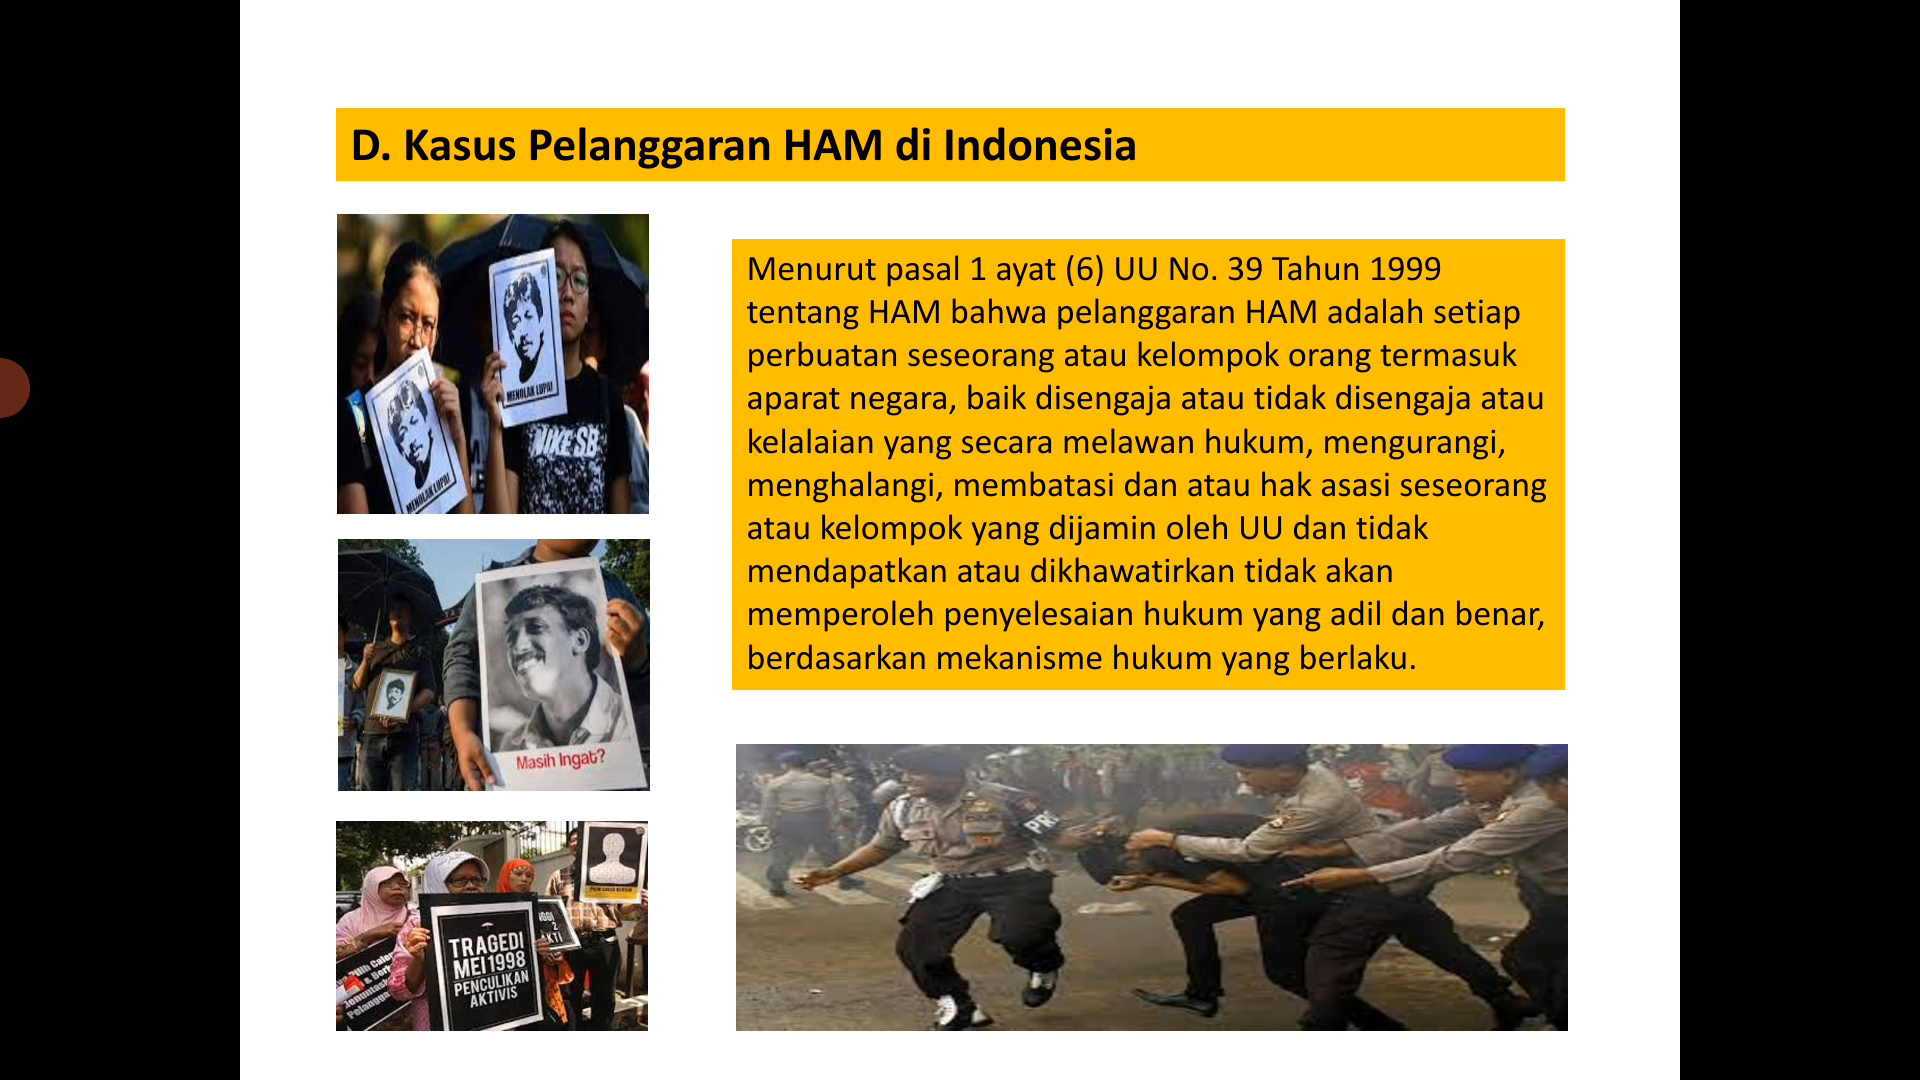 D. Kasus Pelanggaran HAM di Indonesia
MENOLAK LUPA!
MENOLAK LUPA!
NIKE SB
Masih Ingat?
TRAGEDI
MEI 1998
PENCULIKAN
AKTIVIS
Menurut pasal 1 ayat (6) UU No. 39 Tahun 1999
tentang HAM bahwa pelanggaran HAM adalah setiap
perbuatan seseorang atau kelompok orang termasuk
aparat negara, baik disengaja atau tidak disengaja atau
kelalaian yang secara melawan hukum, mengurangi,
menghalangi, membatasi dan atau hak asasi seseorang
atau kelompok yang dijamin oleh UU dan tidak
mendapatkan atau dikhawatirkan tidak akan
memperoleh penyelesaian hukum yang adil dan benar,
berdasarkan mekanisme hukum yang berlaku.